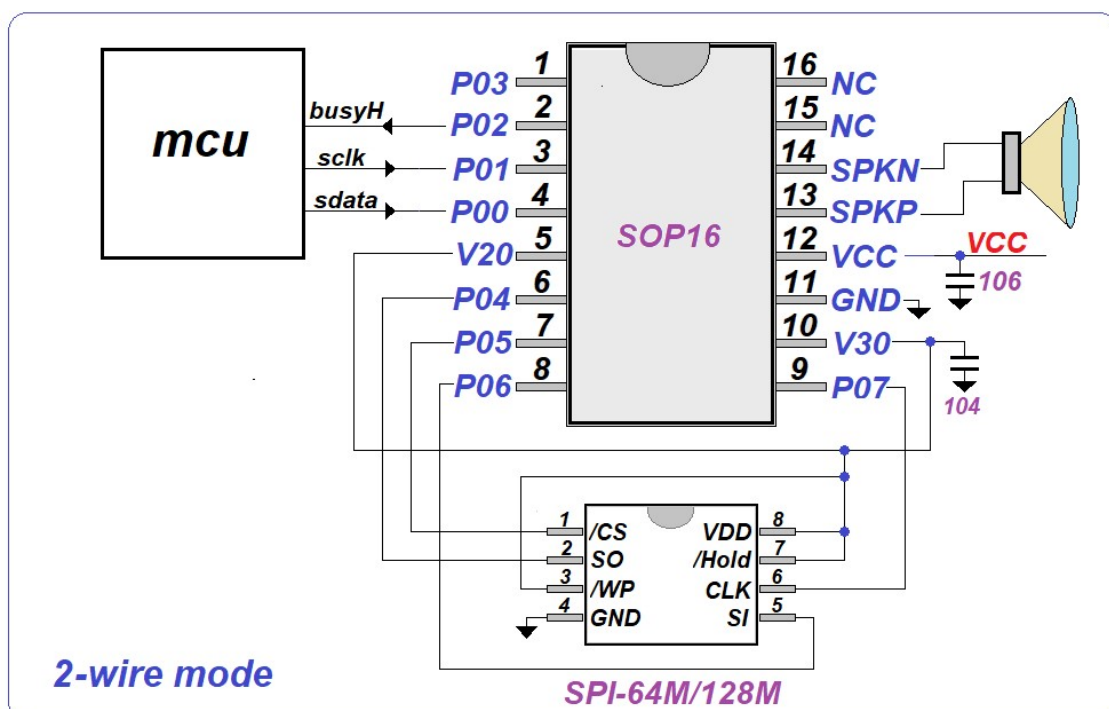 mcu
busyH
sclk
sdata
P03
P02
P01
P00
V20
P04
P05
P06
1
2
3
4
5
6
7
8
SOP16
16
15
14
13
12
11
10
9
NC
NC
SPKN
SPKP
VCC
GND
V30
P07
VCC
106
104
1
2
3
4
/CS
SO
/WP
GND
VDD
/Hold
CLK
SI
8
7
6
5
2-wire mode
SPI-64M/128M